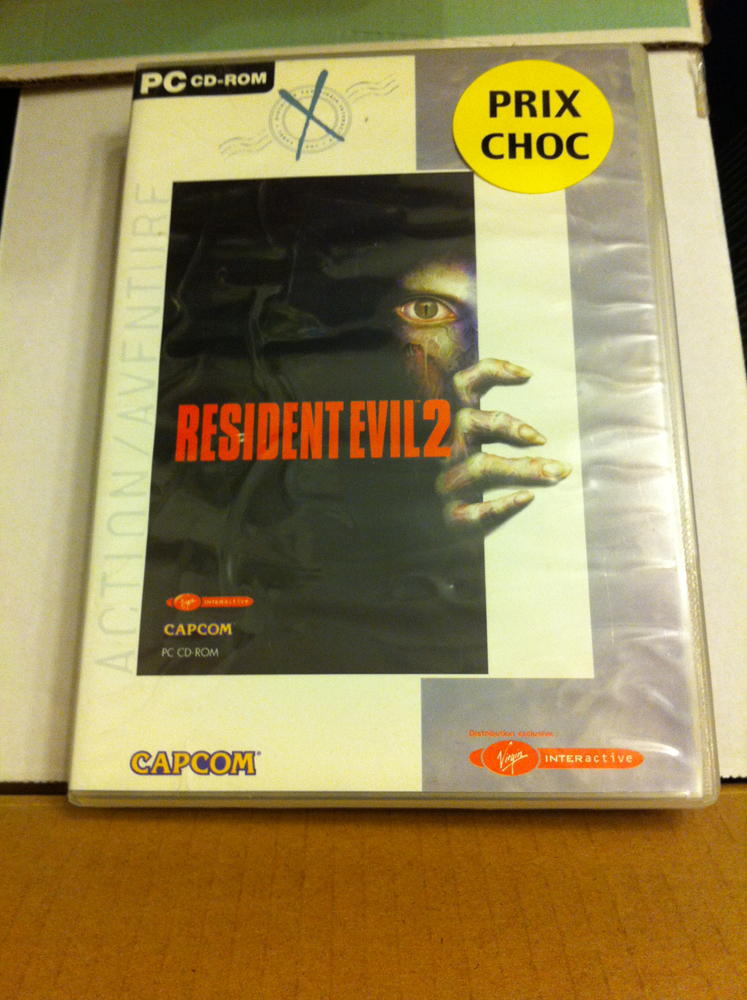 PC CD-ROM
PRIX
CHOC
ACTION/AVENTURE
RESIDENT EVIL 2
Virgin INTERactive
CAPCOM
PC CD-ROM
CAPCOM
Distribution exclusive :
Virgin INTERactive